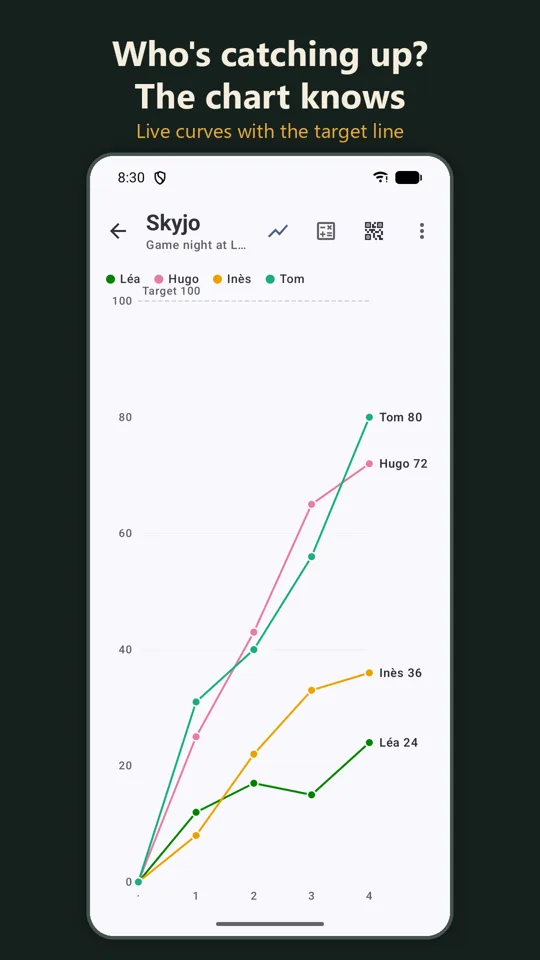 Who's catching up?
The chart knows
Live curves with the target line
8:30
Skyjo
Game night at L...
Léa Hugo Inès Tom
Target 100
100
80
Tom 80
Hugo 72
60
40
Inès 36
Léa 24
20
0
· 1 2 3 4